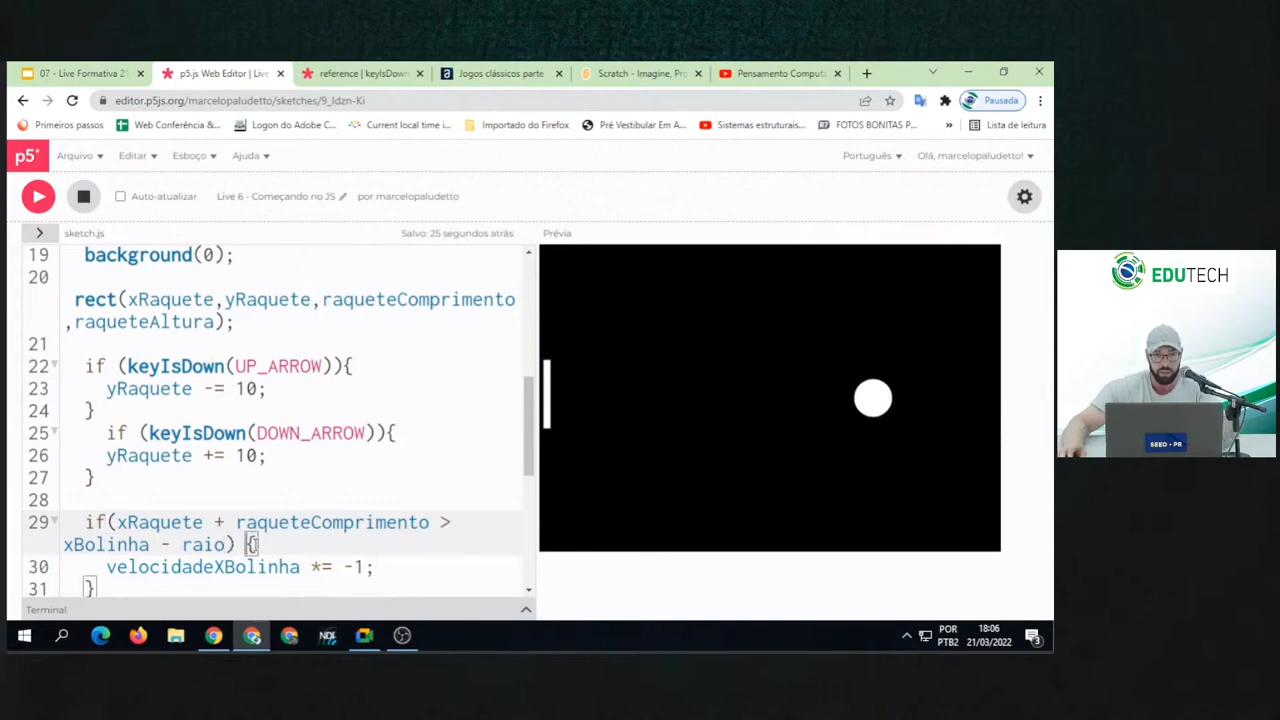 07 - Live Formativa 21
p5.js Web Editor | Live
reference | keyIsDown
Jogos clássicos parte
Scratch - Imagine, Pro
Pensamento Computa
editor.p5js.org/marcelopaludetto/sketches/9_Idzn-Ki
Pausada
Primeiros passos
Web Conferência &...
Logon do Adobe C...
Current local time i...
Importado do Firefox
Pré Vestibular Em A...
Sistemas estruturais...
FOTOS BONITAS P...
»
Lista de leitura
p5*
Arquivo
Editar
Esboço
Ajuda
Português
Olá, marcelopaludetto!
Auto-atualizar
Live 6 - Começando no JS
por marcelopaludetto
sketch.js
Salvo: 25 segundos atrás
Prévia
19 background(0);
20
rect(xRaquete,yRaquete,raqueteComprimento
,raqueteAltura);
21
22 if (keyIsDown(UP_ARROW)){
23 yRaquete -= 10;
24 }
25 if (keyIsDown(DOWN_ARROW)){
26 yRaquete += 10;
27 }
28
29 if(xRaquete + raqueteComprimento >
xBolinha - raio) {
30 velocidadeXBolinha *= -1;
31 }
Terminal
EDUTECH
SEED - PR
NDI
POR
PTB2
18:06
21/03/2022
3